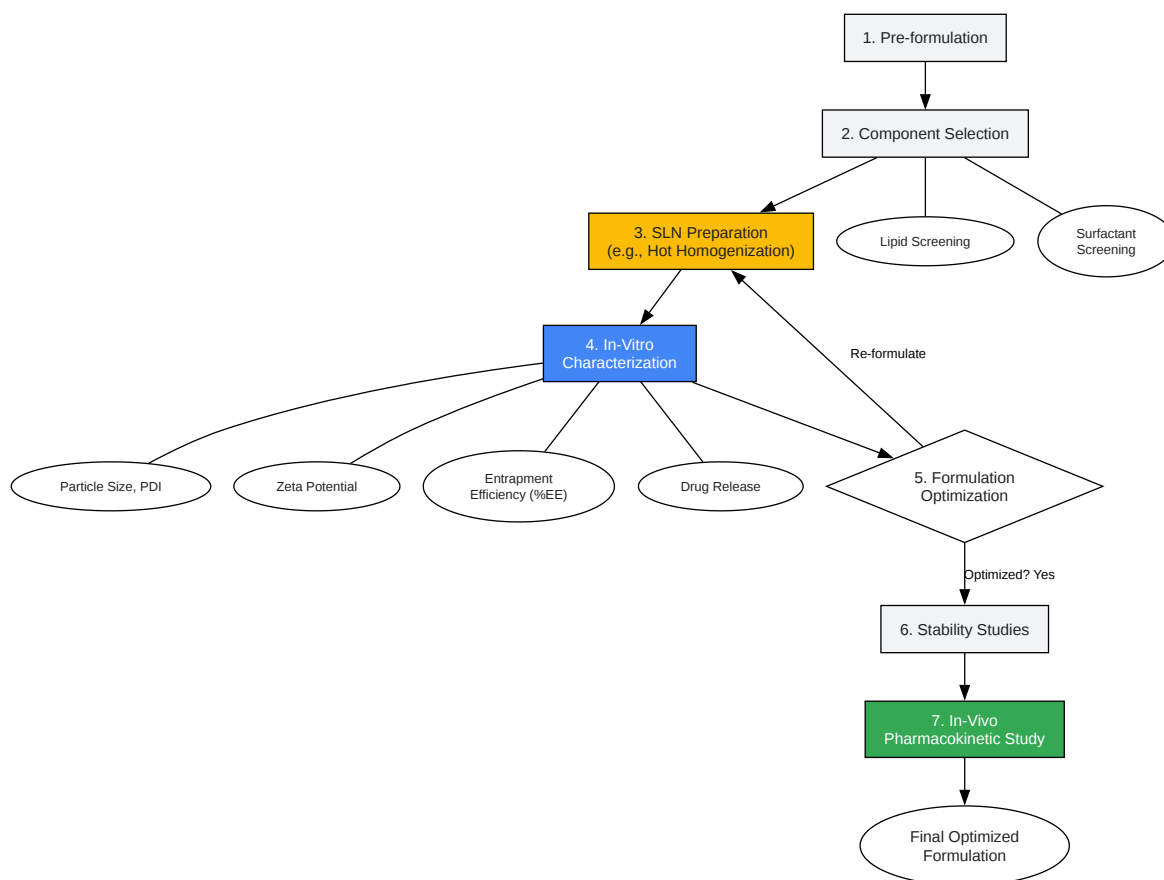 1. Pre-formulation
2. Component Selection
3. SLN Preparation
(e.g., Hot Homogenization)
Lipid Screening
Surfactant
Screening
4. In-Vitro
Characterization
Re-formulate
Particle Size, PDI
Zeta Potential
Entrapment
Efficiency (%EE)
Drug Release
5. Formulation
Optimization
Optimized? Yes
6. Stability Studies
7. In-Vivo
Pharmacokinetic Study
Final Optimized
Formulation